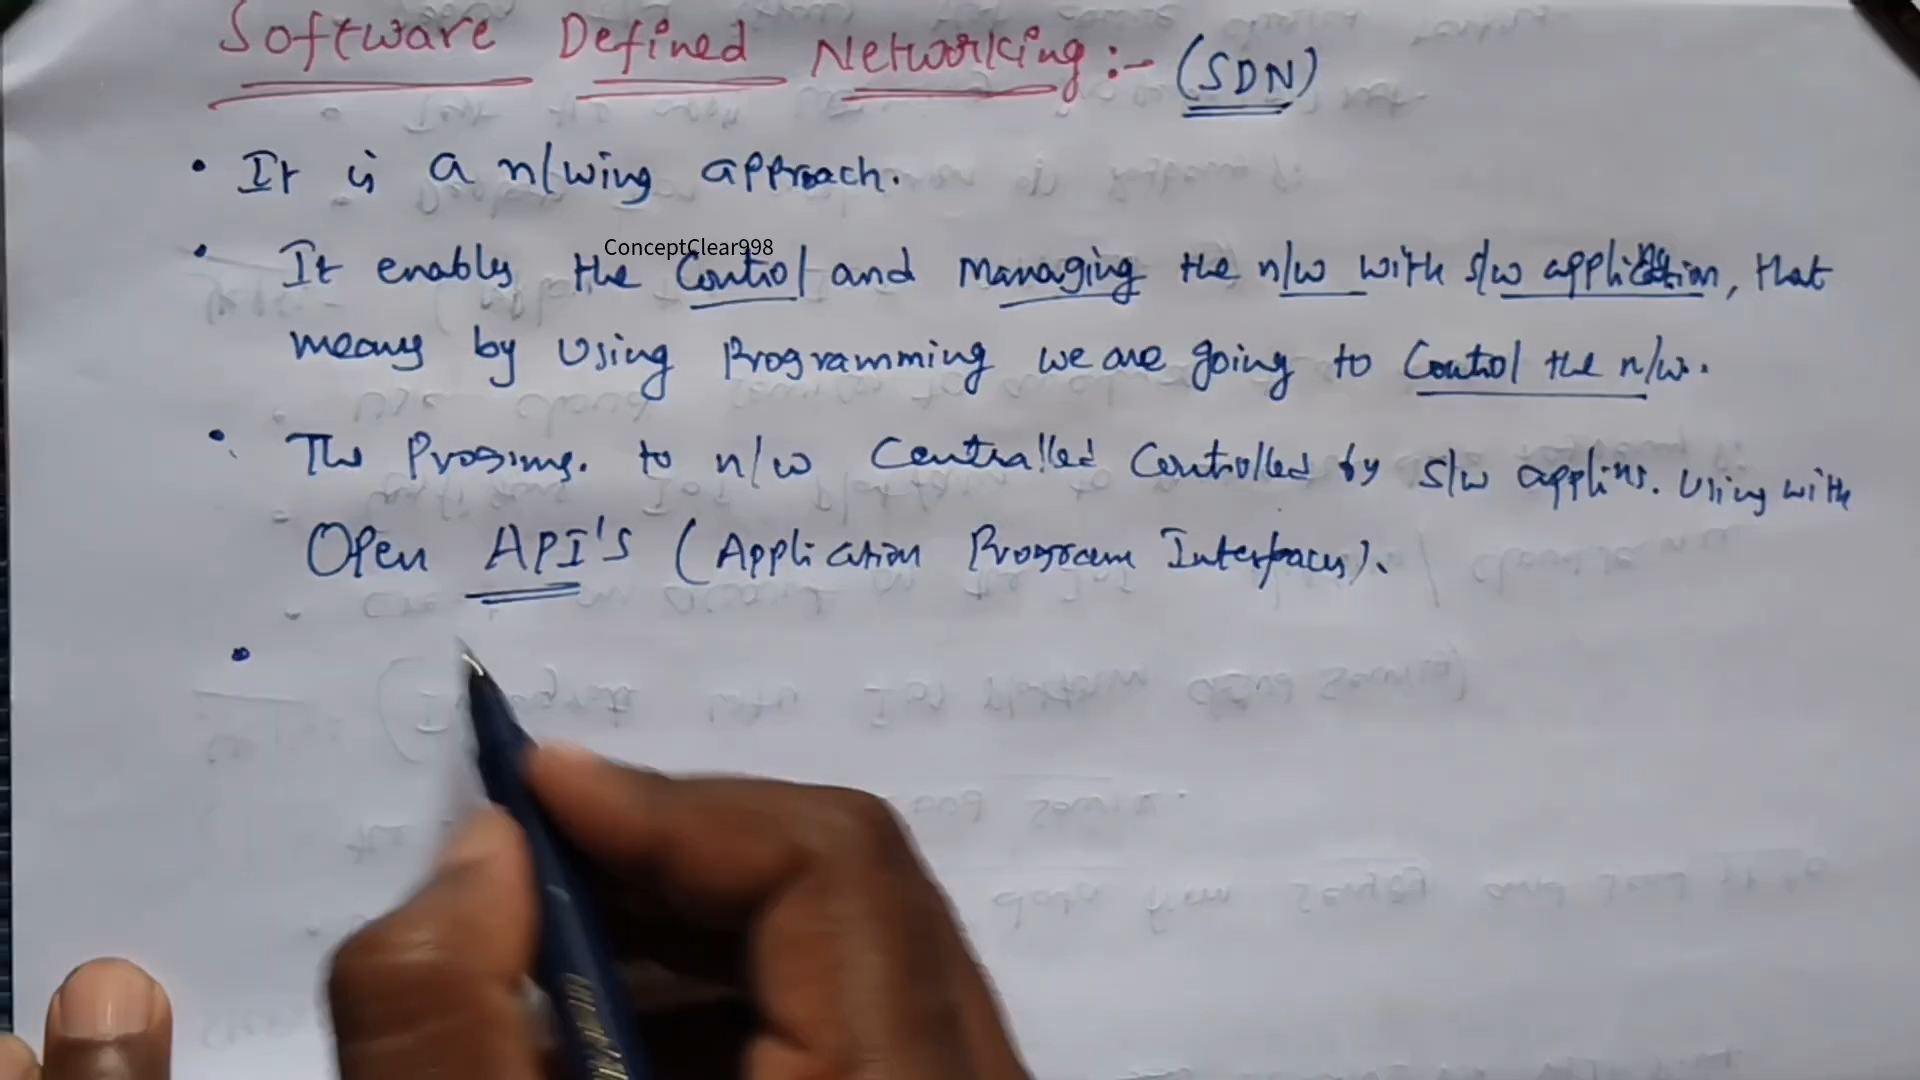 Software Defined Networking:- (SDN)
• It is a n/wing approach.
ConceptClear998
• It enables the Control and Managing the n/w with s/w application, that
means by using Programming we are going to Control the n/w.
• The Progrms. to n/w Centralled Controlled by S/w applins. Using with
Open API's (Application Program Interfaces).
•